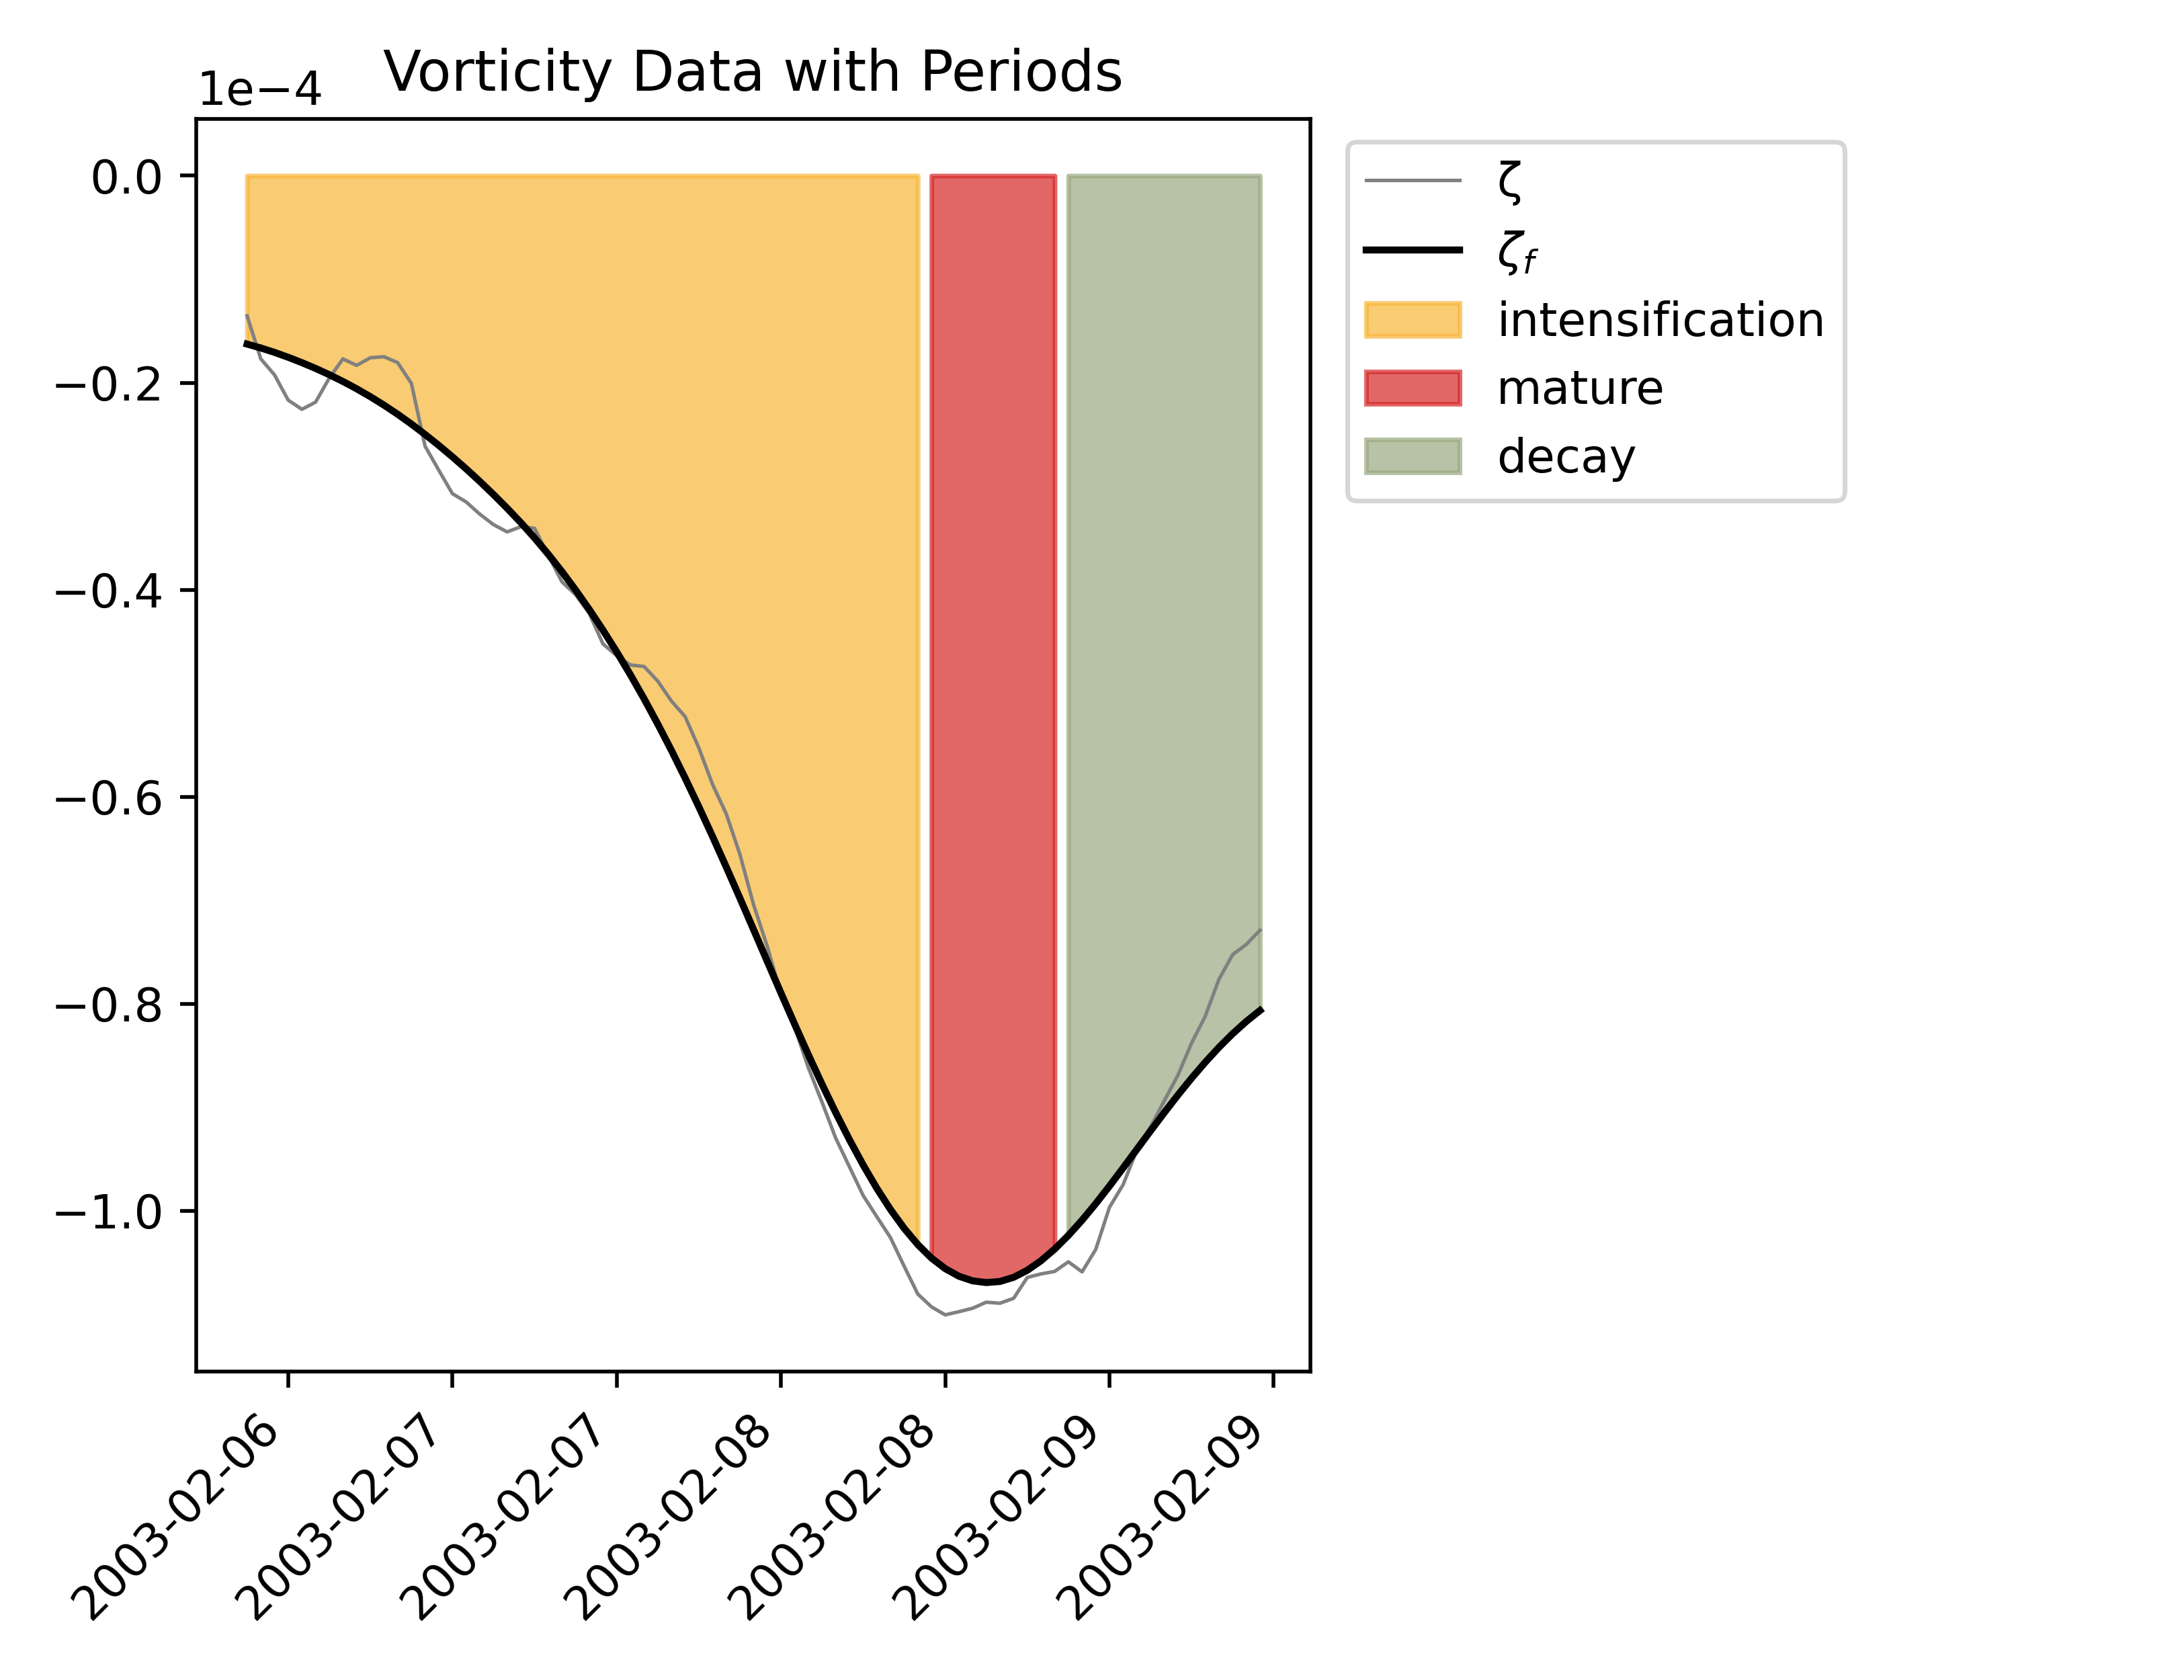 Vorticity Data with Periods
1e−4
0.0
−0.2
−0.4
−0.6
−0.8
−1.0
2003-02-06
2003-02-07
2003-02-07
2003-02-08
2003-02-08
2003-02-09
2003-02-09
ζ
ζf
intensification
mature
decay